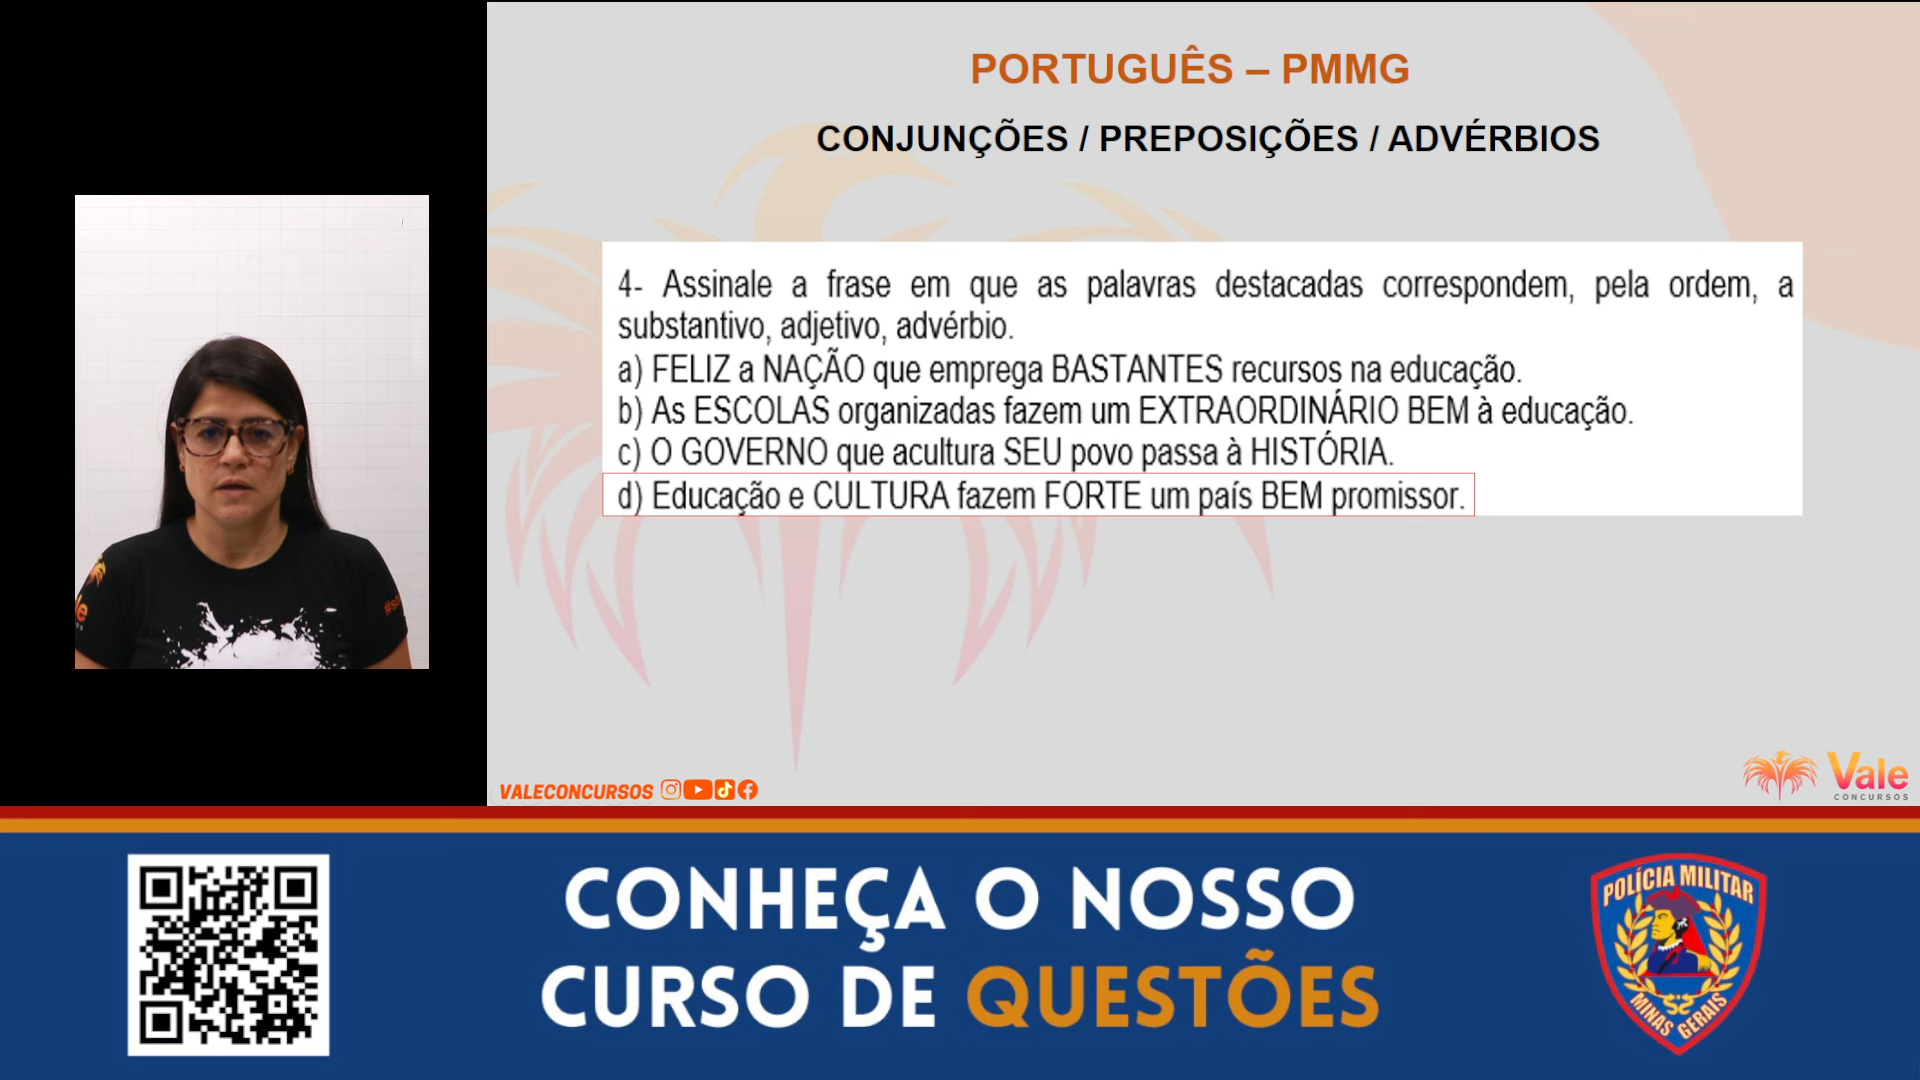 PORTUGUÊS – PMMG
CONJUNÇÕES / PREPOSIÇÕES / ADVÉRBIOS
4- Assinale a frase em que as palavras destacadas correspondem, pela ordem, a
substantivo, adjetivo, advérbio.
a) FELIZ a NAÇÃO que emprega BASTANTES recursos na educação.
b) As ESCOLAS organizadas fazem um EXTRAORDINÁRIO BEM à educação.
c) O GOVERNO que acultura SEU povo passa à HISTÓRIA.
d) Educação e CULTURA fazem FORTE um país BEM promissor.
VALECONCURSOS
Vale
CONCURSOS
CONHEÇA O NOSSO
CURSO DE QUESTÕES
POLÍCIA MILITAR
MINAS GERAIS